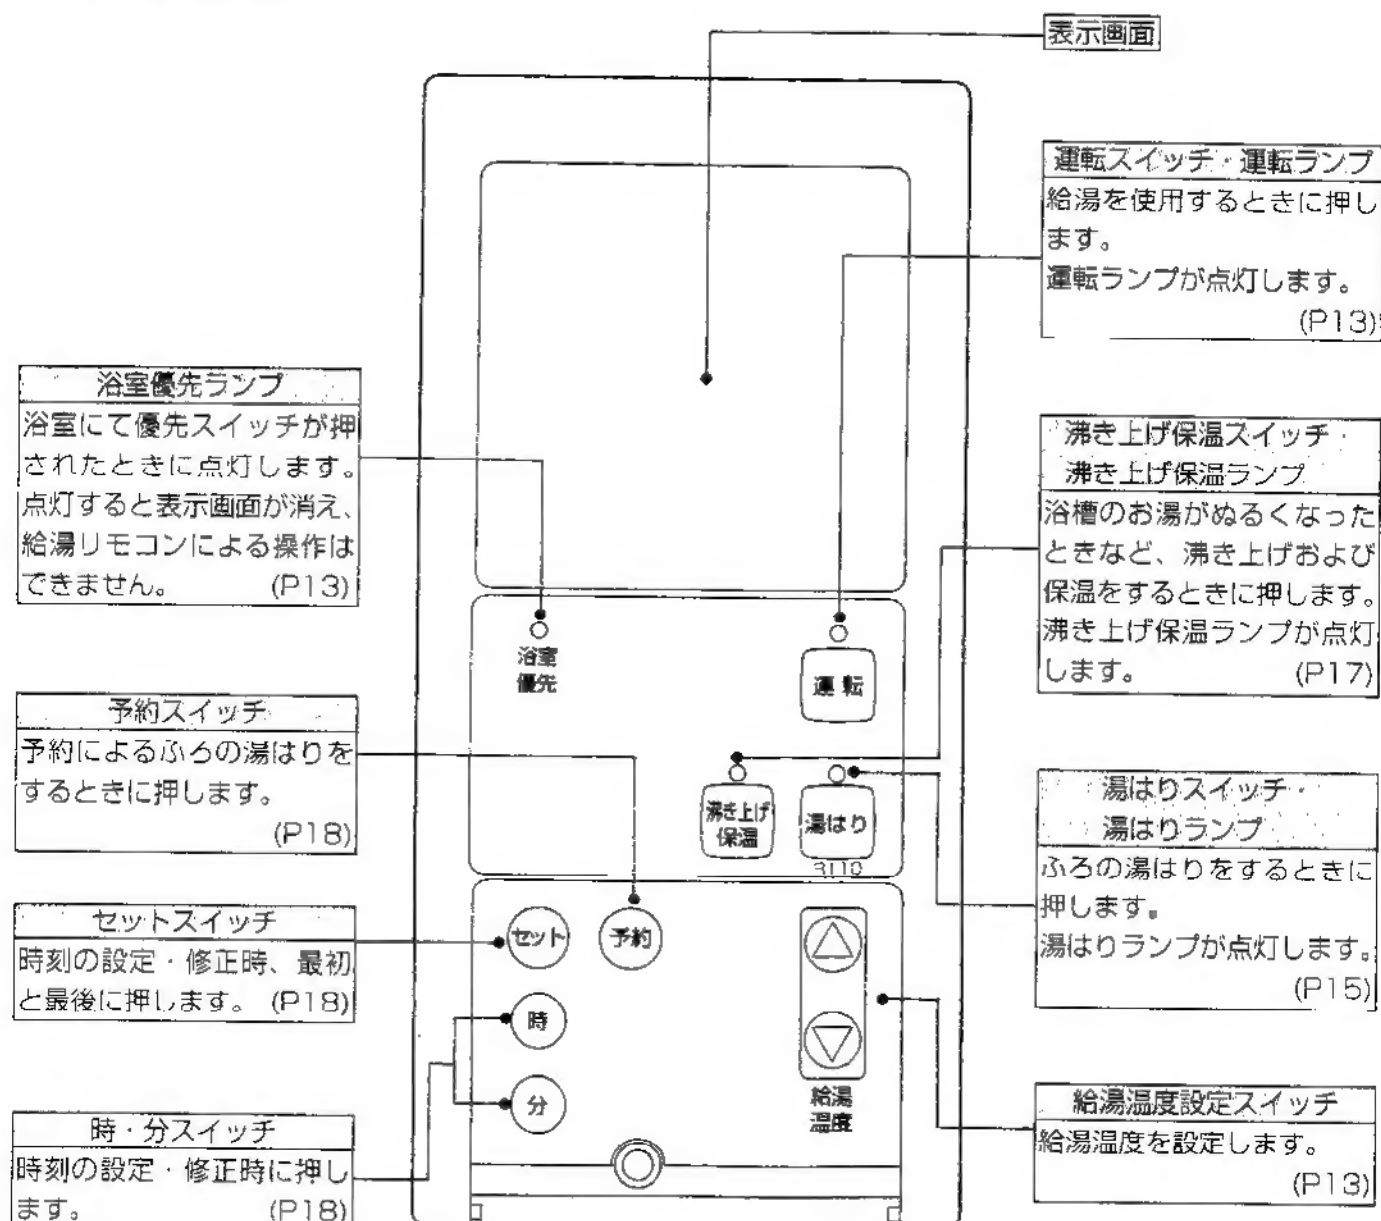 表示画面
運転スイッチ・運転ランプ
給湯を使用するときに押し
ます。
運転ランプが点灯します。
(P13)
浴室優先ランプ
浴室にて優先スイッチが押
されたときに点灯します。
点灯すると表示画面が消え、
給湯リモコンによる操作は
できません。 (P13)
沸き上げ保温スイッチ・
沸き上げ保温ランプ
浴槽のお湯がぬるくなった
ときなど、沸き上げおよび
保温をするときに押します。
沸き上げ保温ランプが点灯
します。 (P17)
予約スイッチ
予約によるふろの湯はりを
するときに押します。
(P18)
湯はりスイッチ・
湯はりランプ
ふろの湯はりをするときに
押します。
湯はりランプが点灯します。
(P15)
セットスイッチ
時刻の設定・修正時、最初
と最後に押します。 (P18)
時・分スイッチ
時刻の設定・修正時に押し
ます。 (P18)
給湯温度設定スイッチ
給湯温度を設定します。
(P13)
浴室
優先
運転
沸き上げ
保温
湯はり
セット
予約
時
分
給湯
温度